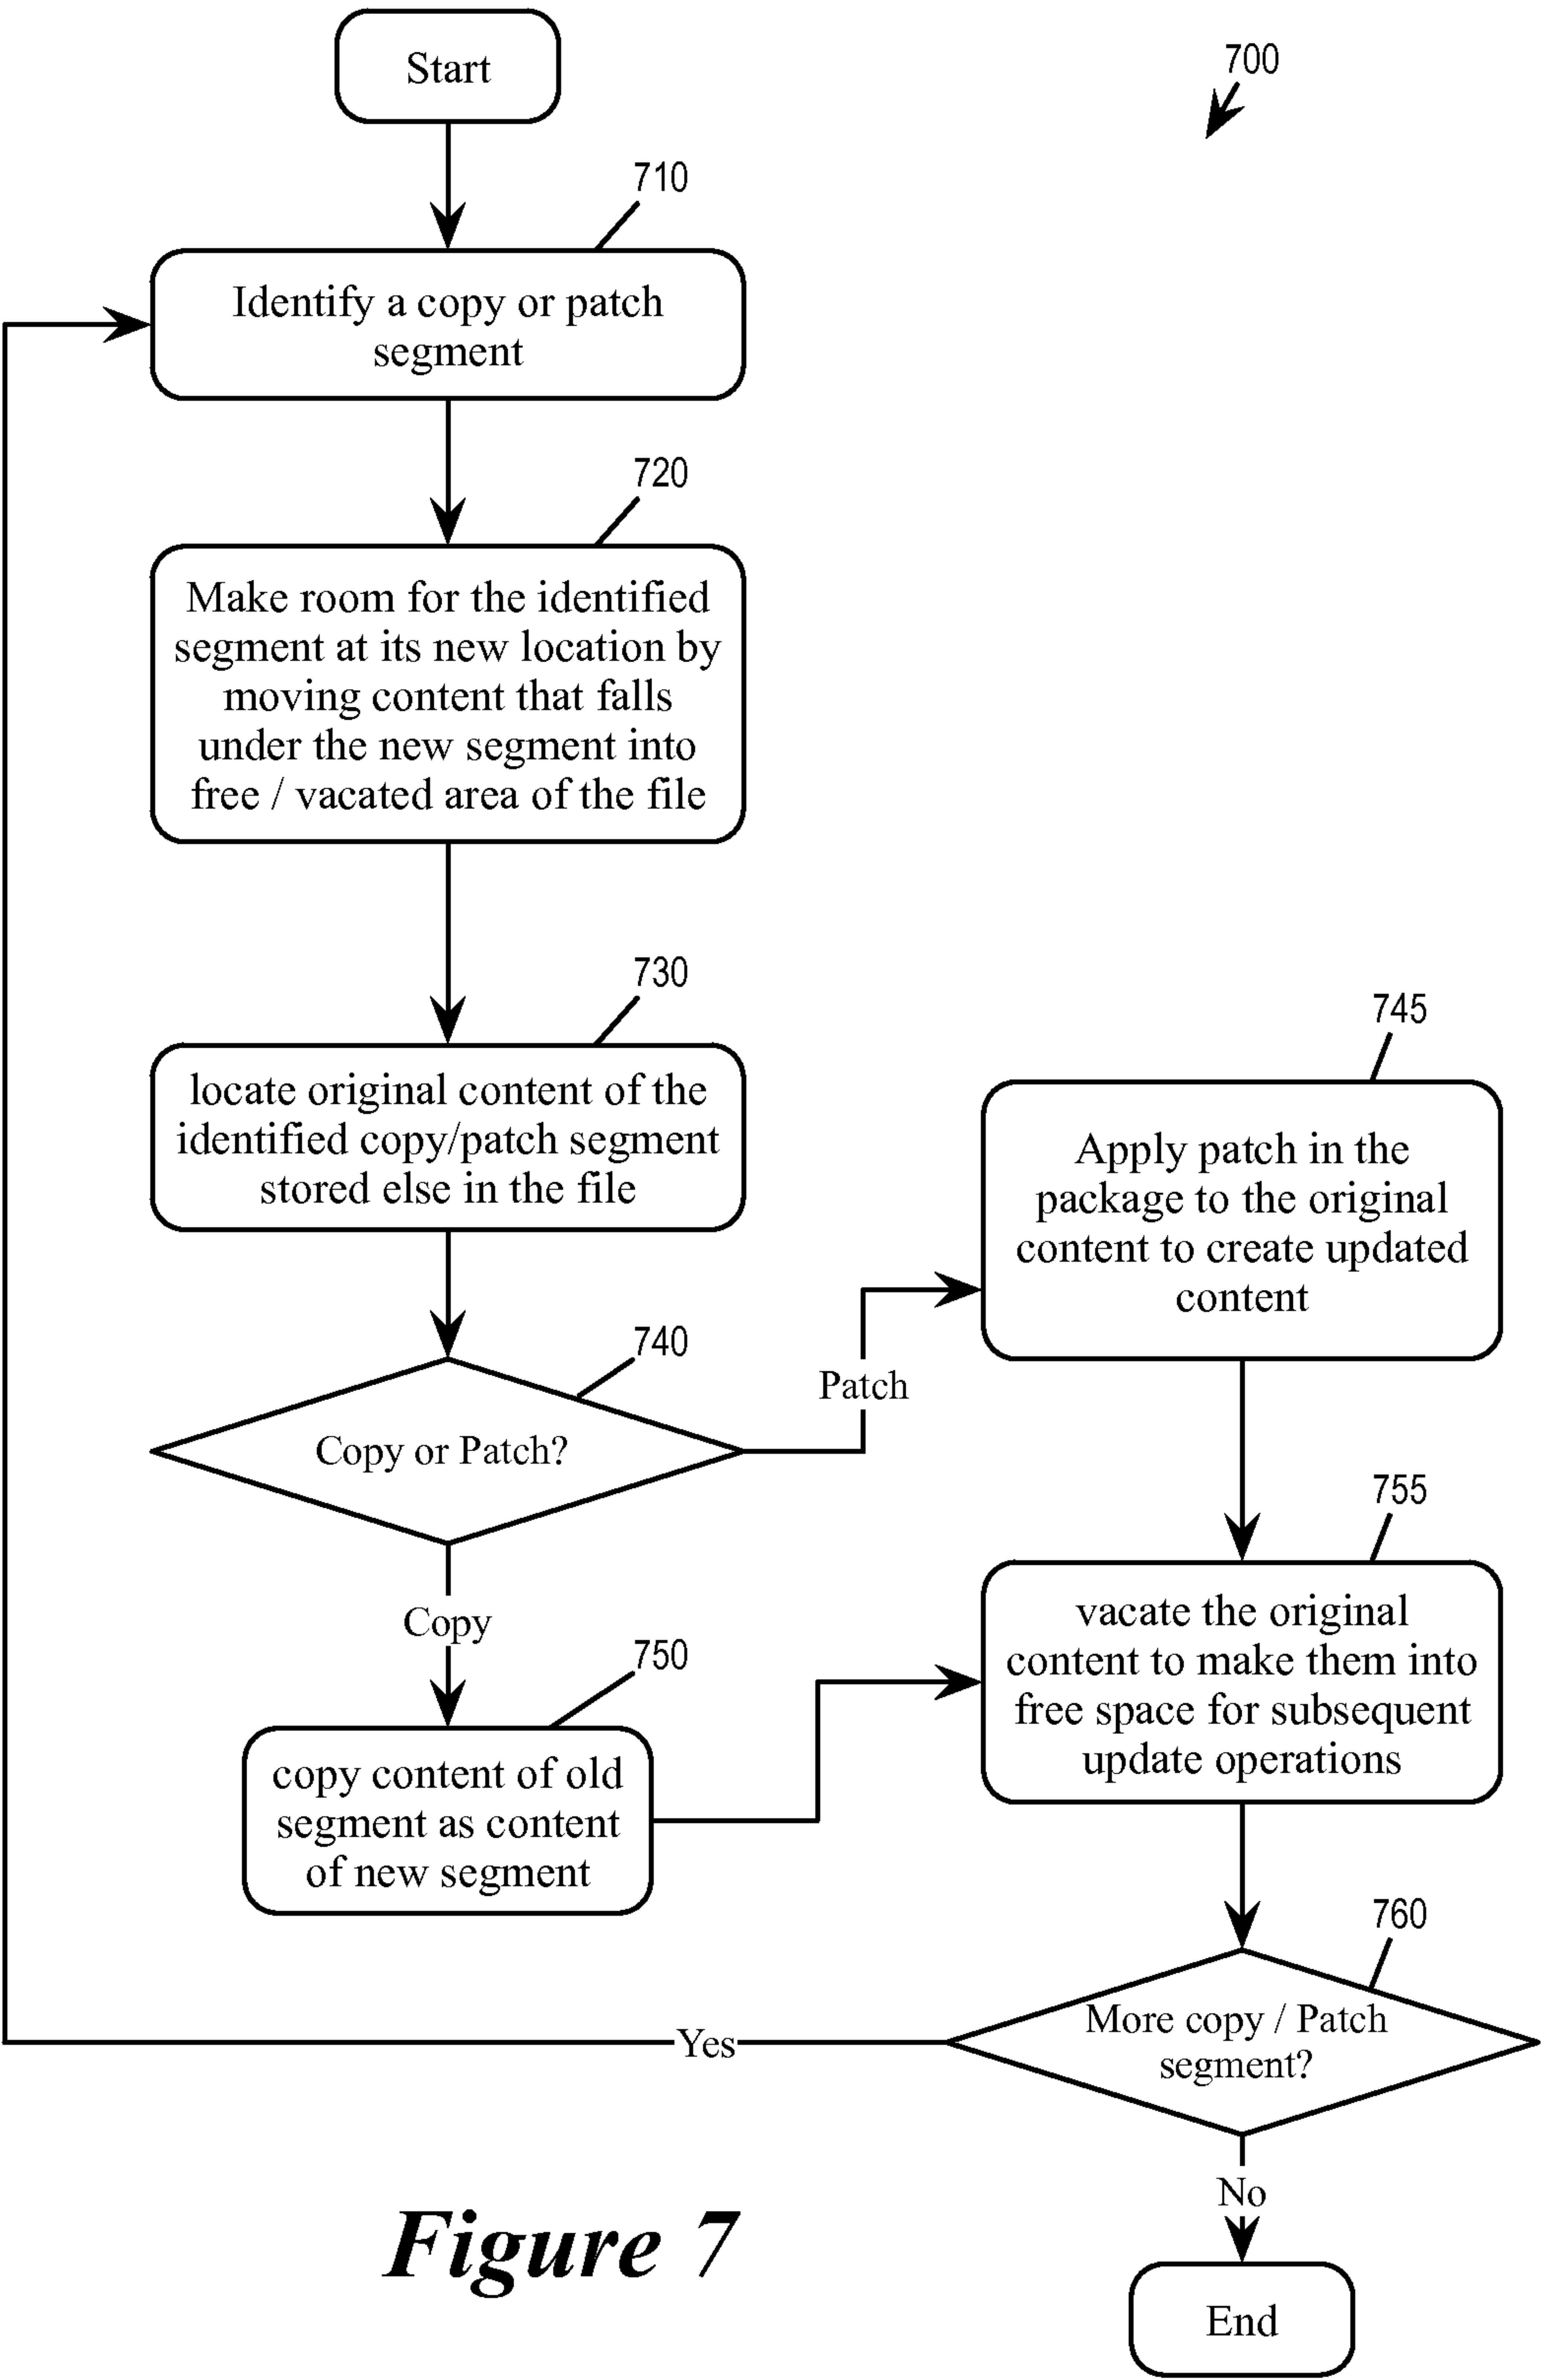 Start
700
710
Identify a copy or patch
segment
720
Make room for the identified
segment at its new location by
moving content that falls
under the new segment into
free / vacated area of the file
730
locate original content of the
identified copy/patch segment
stored else in the file
740
Copy or Patch?
Patch
745
Apply patch in the
package to the original
content to create updated
content
Copy
750
copy content of old
segment as content
of new segment
755
vacate the original
content to make them into
free space for subsequent
update operations
760
More copy / Patch
segment?
Yes
No
End
Figure 7